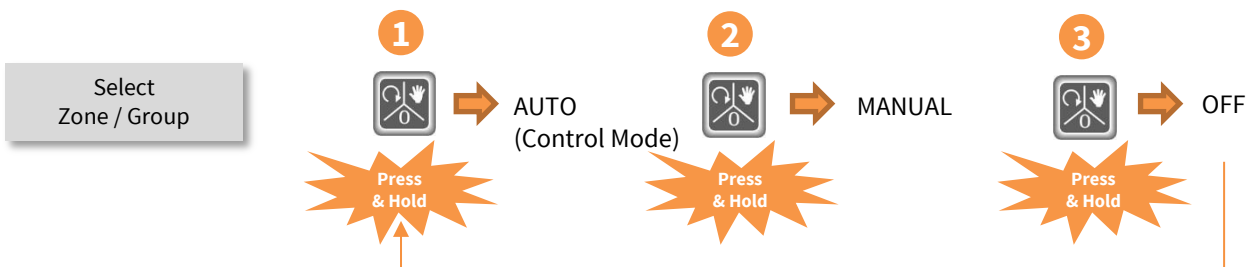 1
2
3
Select
Zone / Group
0
AUTO
(Control Mode)
0
MANUAL
0
OFF
Press
& Hold
Press
& Hold
Press
& Hold